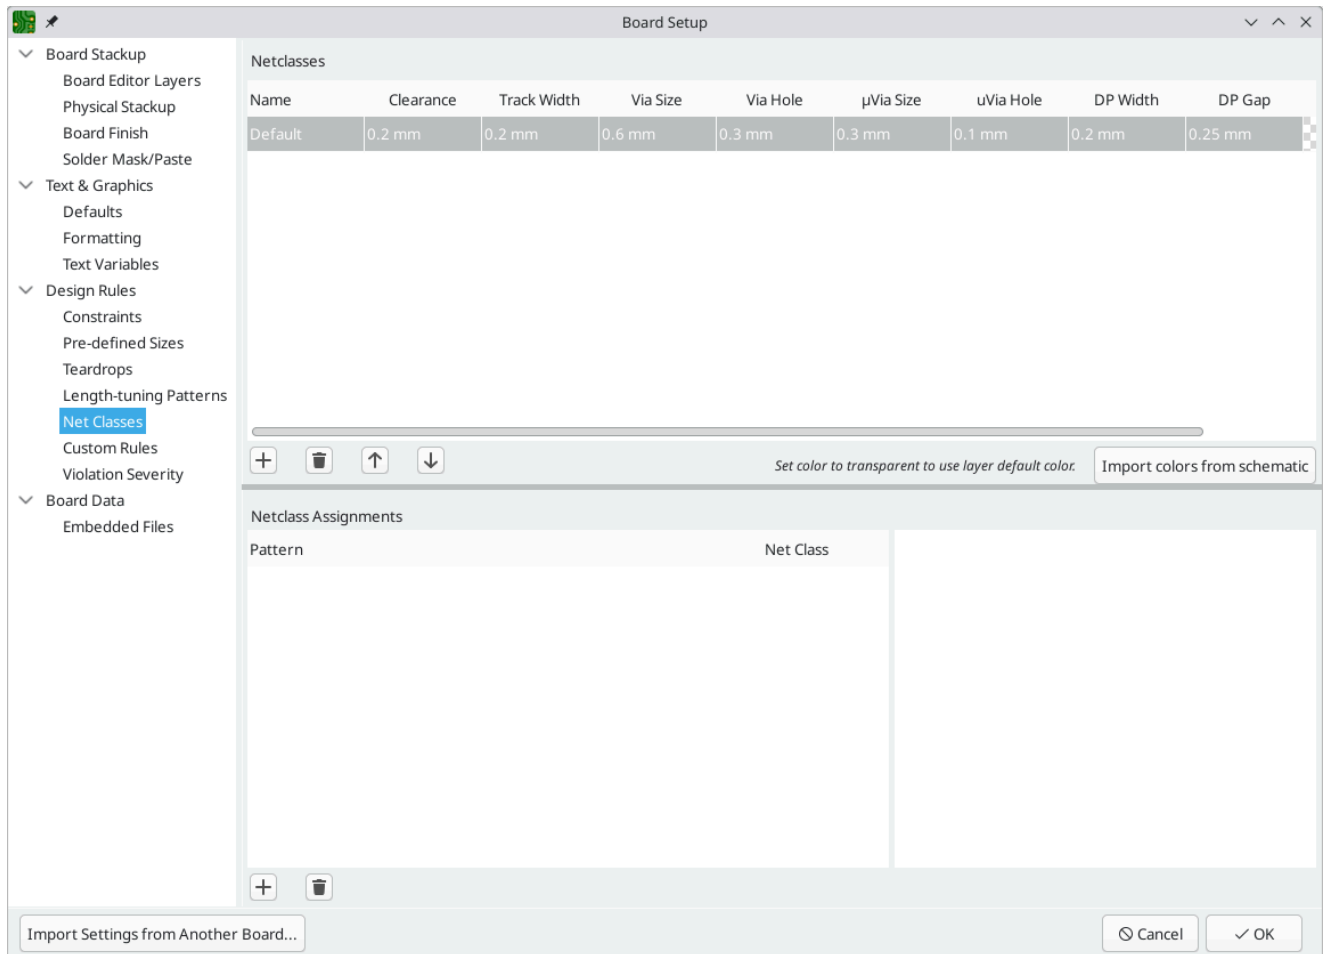 Board Setup
Board Stackup
Board Editor Layers
Physical Stackup
Board Finish
Solder Mask/Paste
Text & Graphics
Defaults
Formatting
Text Variables
Design Rules
Constraints
Pre-defined Sizes
Teardrops
Length-tuning Patterns
Net Classes
Custom Rules
Violation Severity
Board Data
Embedded Files
Netclasses
Name Clearance Track Width Via Size Via Hole µVia Size uVia Hole DP Width DP Gap
Default 0.2 mm 0.2 mm 0.6 mm 0.3 mm 0.3 mm 0.1 mm 0.2 mm 0.25 mm
Set color to transparent to use layer default color. Import colors from schematic
Netclass Assignments
Pattern Net Class
Import Settings from Another Board... Cancel OK